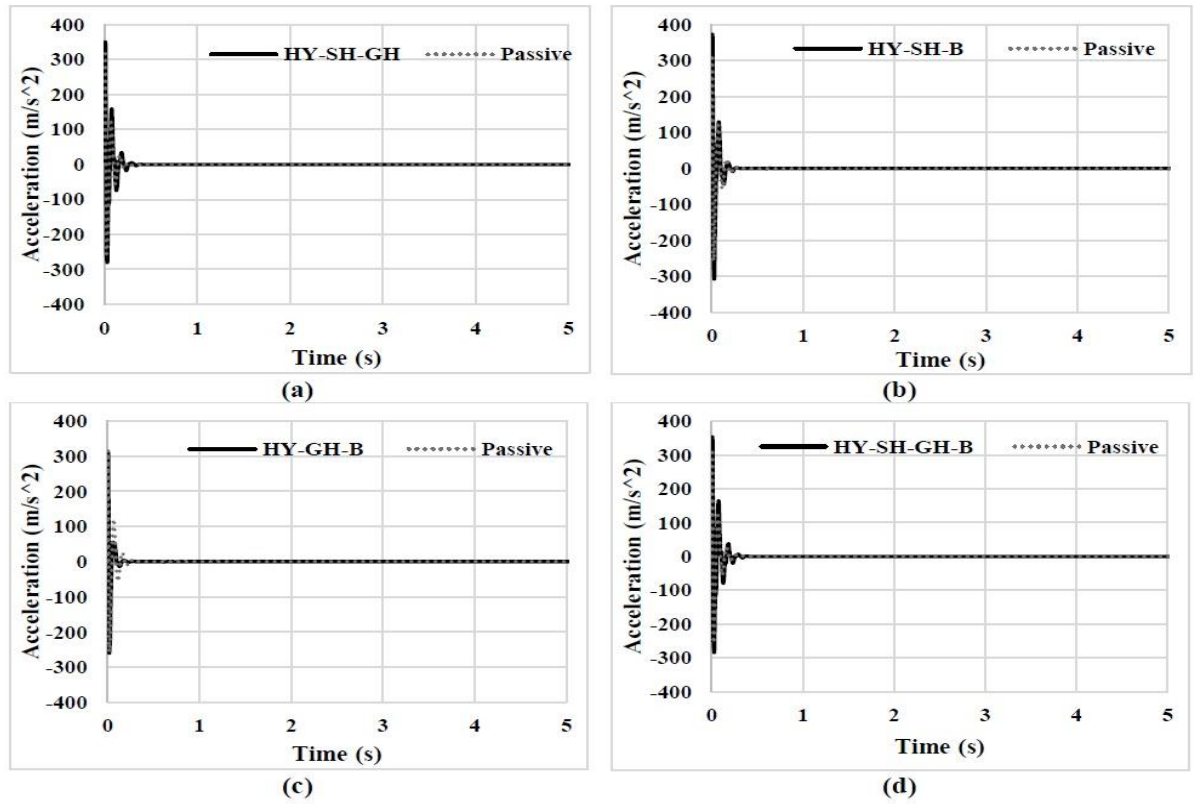 400
300
200
100
0
-100
-200
-300
-400
Acceleration (m/s^2)
HY-SH-GH Passive
0 1 2 3 4 5
Time (s)
(a)
400
300
200
100
0
-100
-200
-300
-400
Acceleration (m/s^2)
HY-SH-B Passive
0 1 2 3 4 5
Time (s)
(b)
400
300
200
100
0
-100
-200
-300
-400
Acceleration (m/s^2)
HY-GH-B Passive
0 1 2 3 4 5
Time (s)
(c)
400
300
200
100
0
-100
-200
-300
-400
Acceleration (m/s^2)
HY-SH-GH-B Passive
0 1 2 3 4 5
Time (s)
(d)